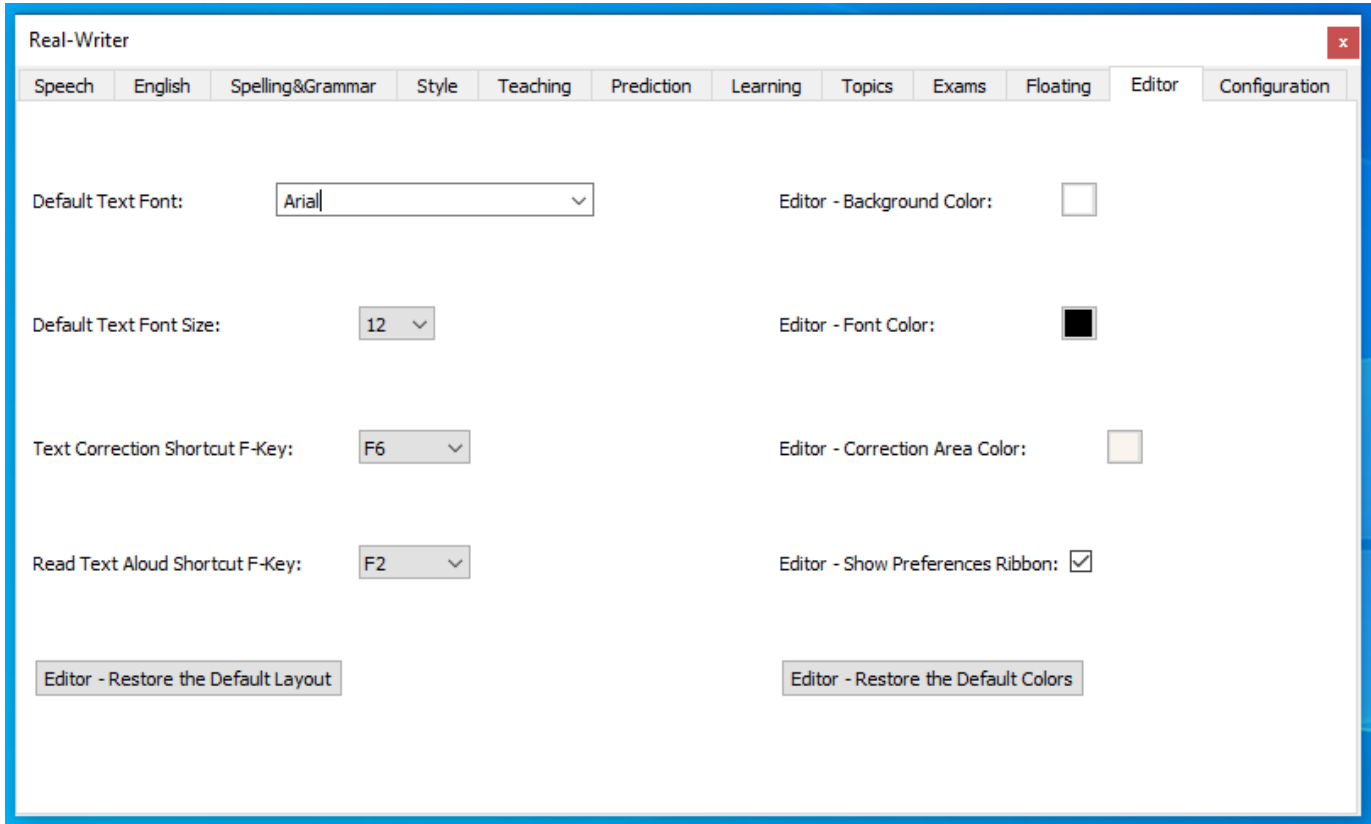 Real-Writer
x
Speech English Spelling&Grammar Style Teaching Prediction Learning Topics Exams Floating Editor Configuration
Default Text Font: Arial Editor - Background Color:
Default Text Font Size: 12 Editor - Font Color:
Text Correction Shortcut F-Key: F6 Editor - Correction Area Color:
Read Text Aloud Shortcut F-Key: F2 Editor - Show Preferences Ribbon:
Editor - Restore the Default Layout Editor - Restore the Default Colors